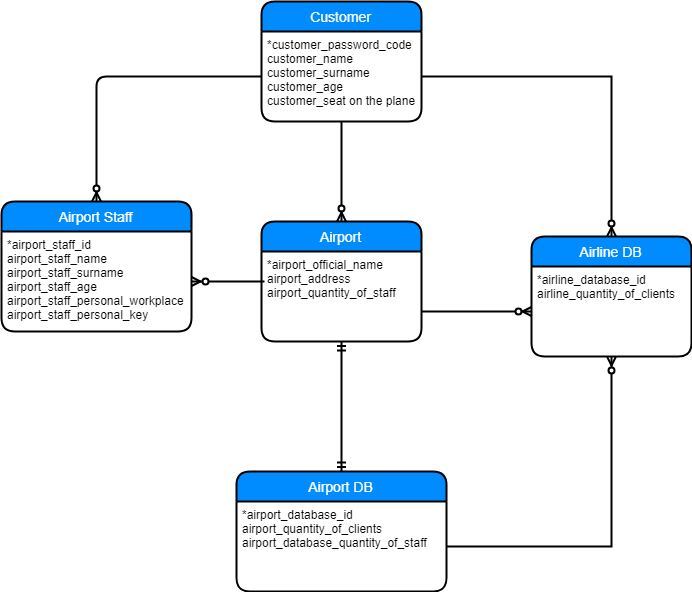 Customer
*customer_password_code
customer_name
customer_surname
customer_age
customer_seat on the plane
Airport Staff
*airport_staff_id
airport_staff_name
airport_staff_surname
airport_staff_age
airport_staff_personal_workplace
airport_staff_personal_key
Airport
*airport_official_name
airport_address
airport_quantity_of_staff
Airline DB
*airline_database_id
airline_quantity_of_clients
Airport DB
*airport_database_id
airport_quantity_of_clients
airport_database_quantity_of_staff